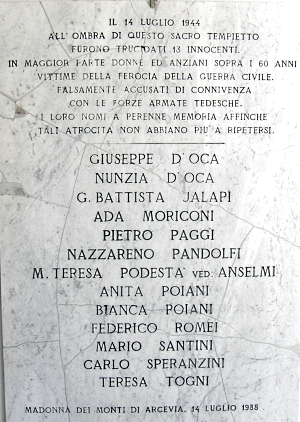 IL 14 LUGLIO 1944
ALL'OMBRA DI QUESTO SACRO TEMPIETTO
FURONO TRUCIDATI 13 INNOCENTI.
IN MAGGIOR PARTE DONNE ED ANZIANI SOPRA I 60 ANNI
VITTIME DELLA FEROCIA DELLA GUERRA CIVILE.
FALSAMENTE ACCUSATI DI CONNIVENZA
CON LE FORZE ARMATE TEDESCHE.
I LORO NOMI A PERENNE MEMORIA AFFINCHE
TALI ATROCITA NON ABBIANO PIU' A RIPETERSI.
GIUSEPPE D'OCA
NUNZIA D'OCA
G. BATTISTA JALAPI
ADA MORICONI
PIETRO PAGGI
NAZZARENO PANDOLFI
M. TERESA PODESTA' VED. ANSELMI
ANITA POIANI
BIANCA POIANI
FEDERICO ROMEI
MARIO SANTINI
CARLO SPERANZINI
TERESA TOGNI
MADONNA DEI MONTI DI ARCEVIA, 14 LUGLIO 1988